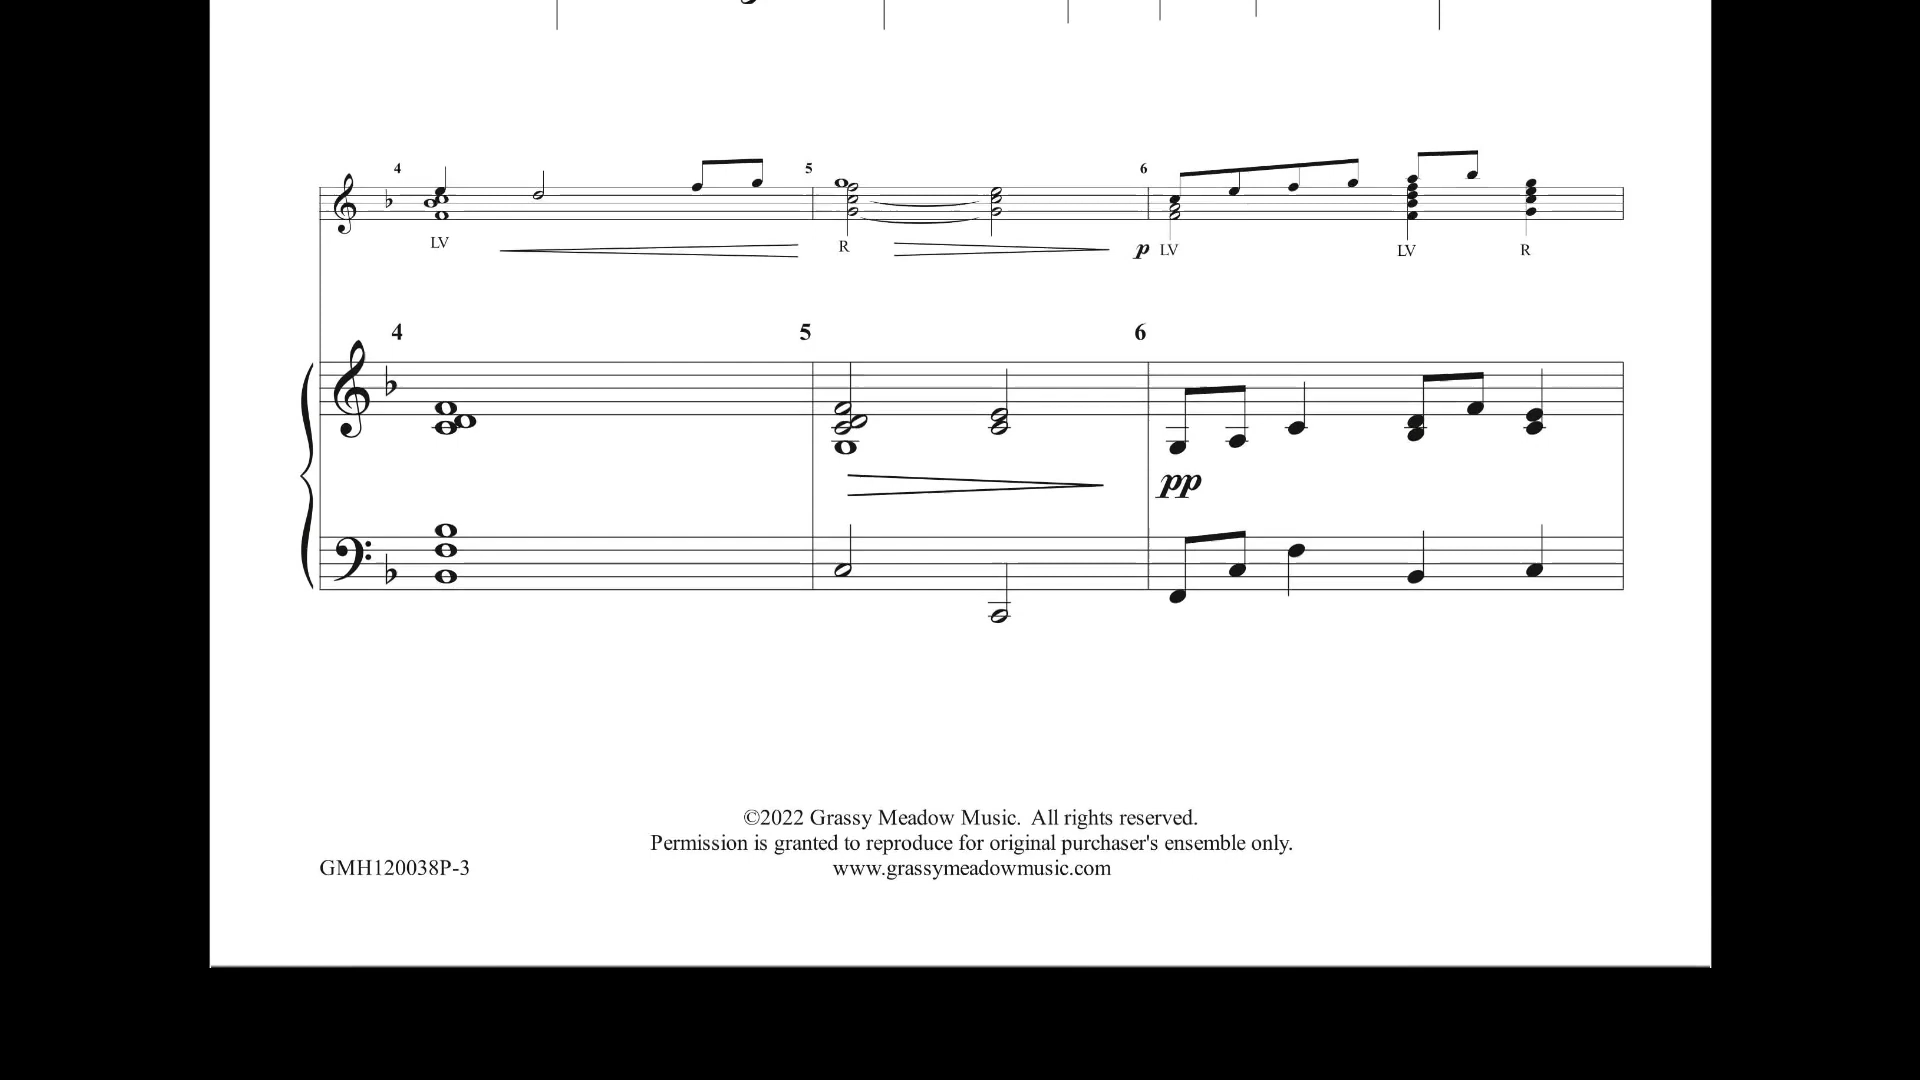 4 5 6
LV R p LV LV R
4 5 6
pp
©2022 Grassy Meadow Music. All rights reserved.
Permission is granted to reproduce for original purchaser's ensemble only.
GMH120038P-3 www.grassymeadowmusic.com